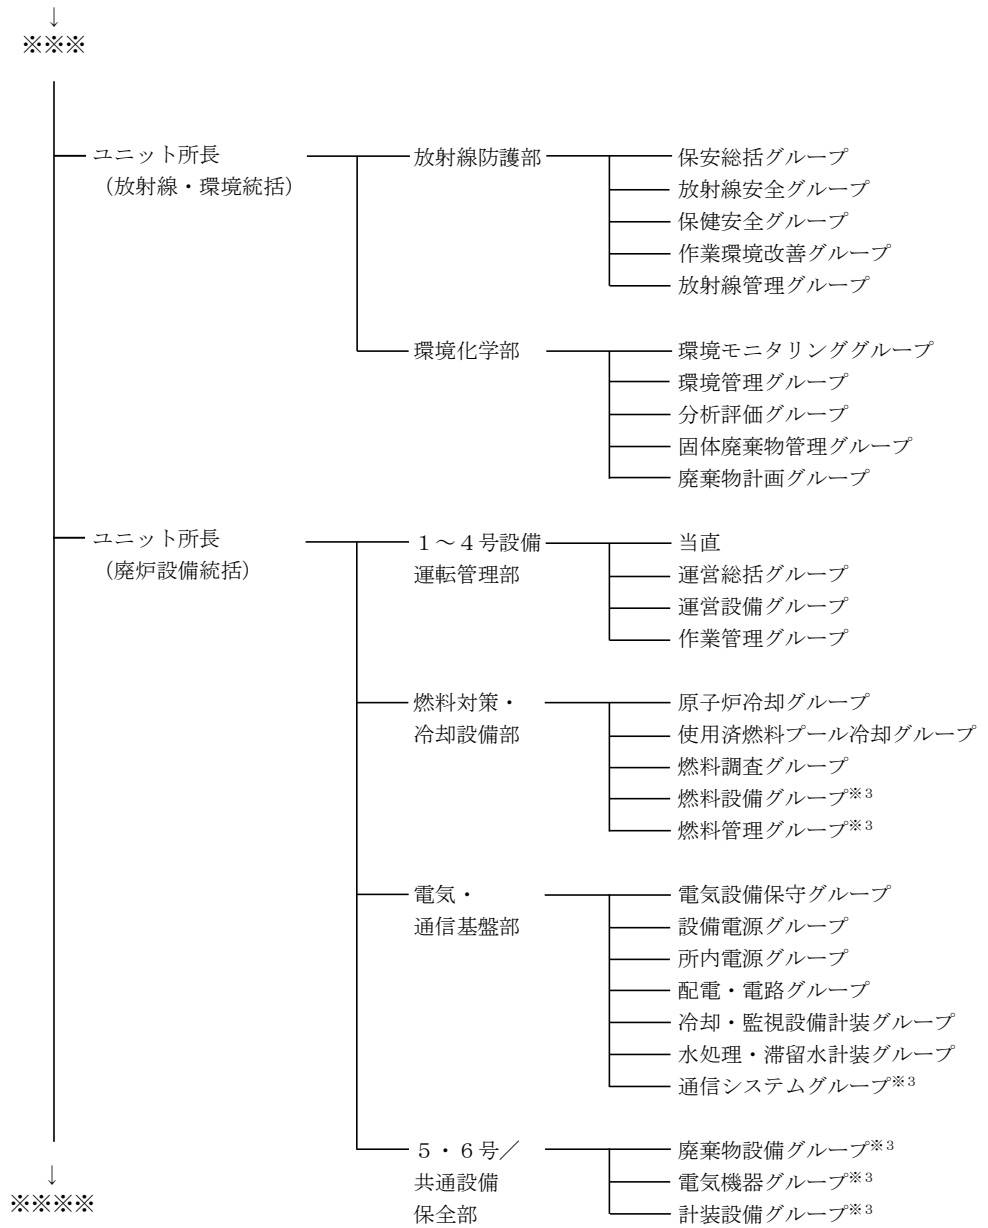 ↓
※※※
ユニット所長
（放射線・環境統括）
放射線防護部
保安総括グループ
放射線安全グループ
保健安全グループ
作業環境改善グループ
放射線管理グループ
環境化学部
環境モニタリンググループ
環境管理グループ
分析評価グループ
固体廃棄物管理グループ
廃棄物計画グループ
ユニット所長
（廃炉設備統括）
１～４号設備
運転管理部
当直
運営総括グループ
運営設備グループ
作業管理グループ
燃料対策・
冷却設備部
原子炉冷却グループ
使用済燃料プール冷却グループ
燃料調査グループ
燃料設備グループ※3
燃料管理グループ※3
電気・
通信基盤部
電気設備保守グループ
設備電源グループ
所内電源グループ
配電・電路グループ
冷却・監視設備計装グループ
水処理・滞留水計装グループ
通信システムグループ※3
５・６号／
共通設備
保全部
廃棄物設備グループ※3
電気機器グループ※3
計装設備グループ※3
↓
※※※※